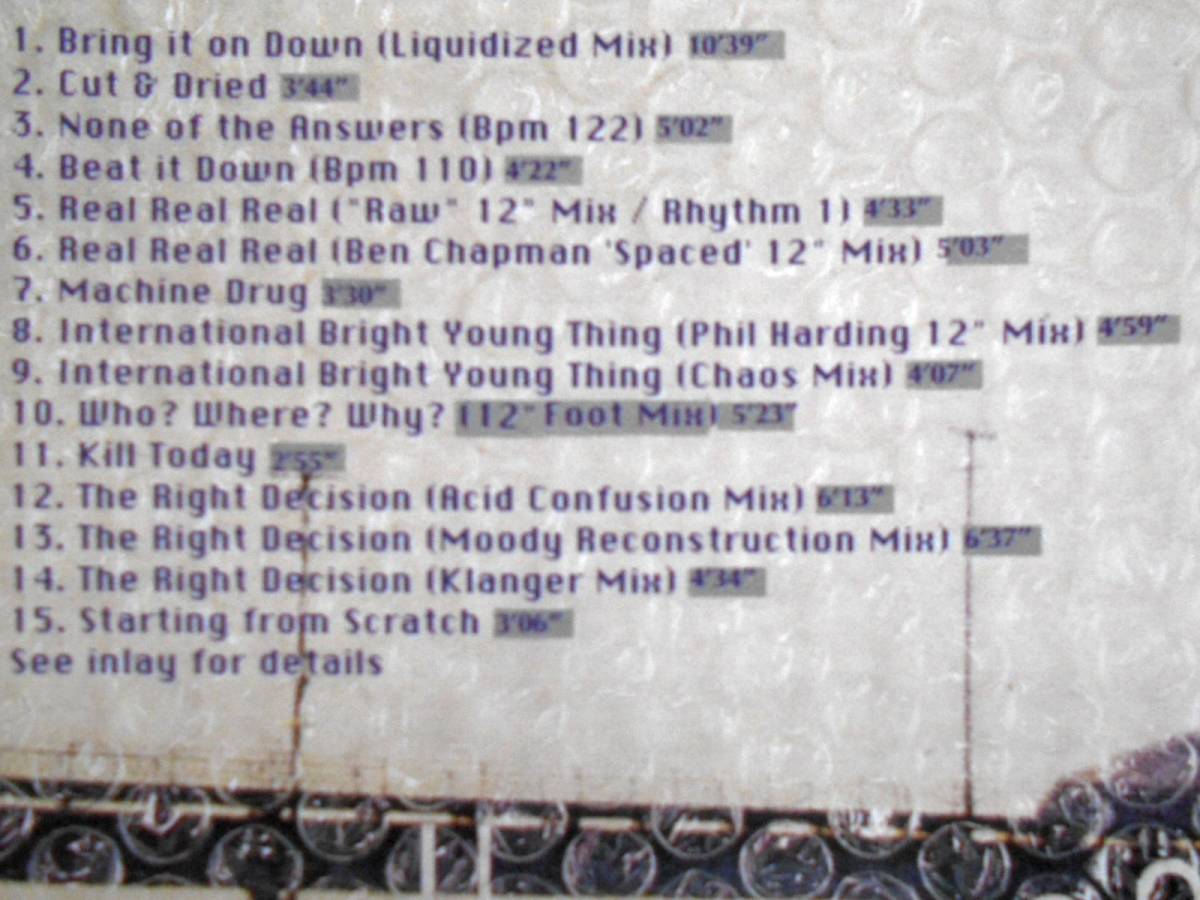 1. Bring it on Down (Liquidized Mix) 10'39"
2. Cut & Dried 3'44"
3. None of the Answers (Bpm 122) 5'02"
4. Beat it Down (Bpm 110) 4'22"
5. Real Real Real ("Raw" 12" Mix / Rhythm 1) 4'33"
6. Real Real Real (Ben Chapman 'Spaced' 12" Mix) 5'03"
7. Machine Drug 3'30"
8. International Bright Young Thing (Phil Harding 12" Mix) 4'59"
9. International Bright Young Thing (Chaos Mix) 4'07"
10. Who? Where? Why? (12" Foot Mix) 5'23"
11. Kill Today 2'55"
12. The Right Decision (Acid Confusion Mix) 6'13"
13. The Right Decision (Moody Reconstruction Mix) 6'37"
14. The Right Decision (Klanger Mix) 4'34"
15. Starting from Scratch 3'06"
See inlay for details